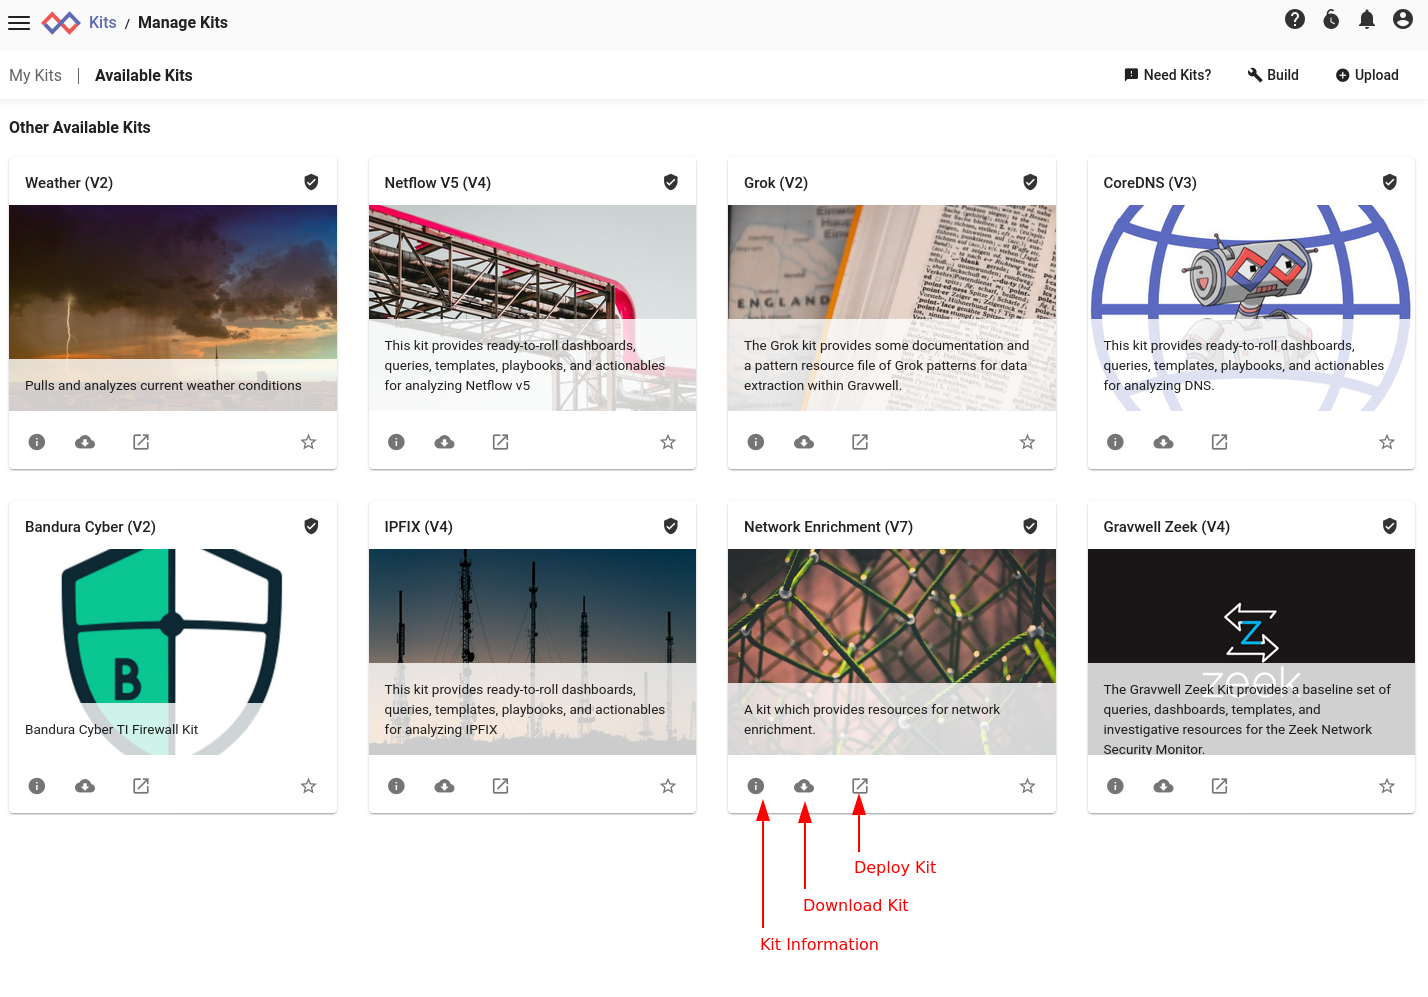 Kits / Manage Kits
My Kits | Available Kits
Need Kits?
Build
Upload
Other Available Kits
Weather (V2)
Pulls and analyzes current weather conditions
Netflow V5 (V4)
This kit provides ready-to-roll dashboards,
queries, templates, playbooks, and actionables
for analyzing Netflow v5
Grok (V2)
ENGLAND
The Grok kit provides some documentation and
a pattern resource file of Grok patterns for data
extraction within Gravwell.
CoreDNS (V3)
This kit provides ready-to-roll dashboards,
queries, templates, playbooks, and actionables
for analyzing DNS.
Bandura Cyber (V2)
B
Bandura Cyber TI Firewall Kit
IPFIX (V4)
This kit provides ready-to-roll dashboards,
queries, templates, playbooks, and actionables
for analyzing IPFIX
Network Enrichment (V7)
A kit which provides resources for network
enrichment.
Gravwell Zeek (V4)
Z
zeek
The Gravwell Zeek Kit provides a baseline set of
queries, dashboards, templates, and
investigative resources for the Zeek Network
Security Monitor.
Deploy Kit
Download Kit
Kit Information